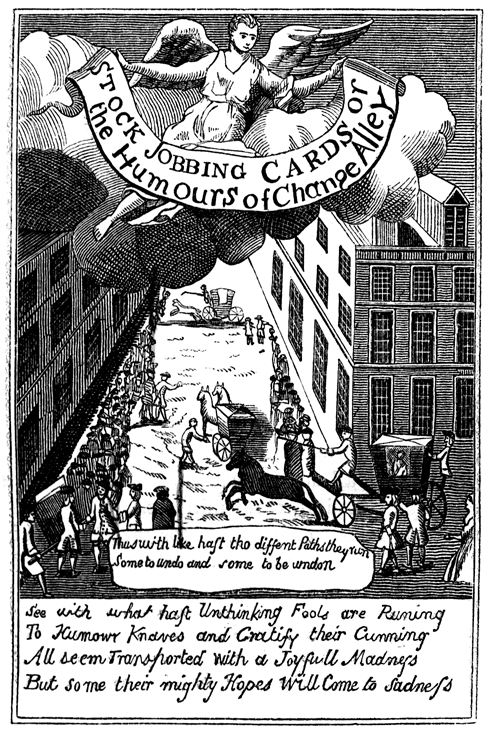 STOCK JOBBING CARDS, or
the Humours of Change Alley
Thus with like hast tho diffent Paths they run
Some to undo and some to be undon
See with what hast Unthinking Fools are Runing
To Humowr Knaves and Gratify their Cunning
All seem Transported with a Joyfull Madness
But some their mighty Hopes Will Come to Sadness